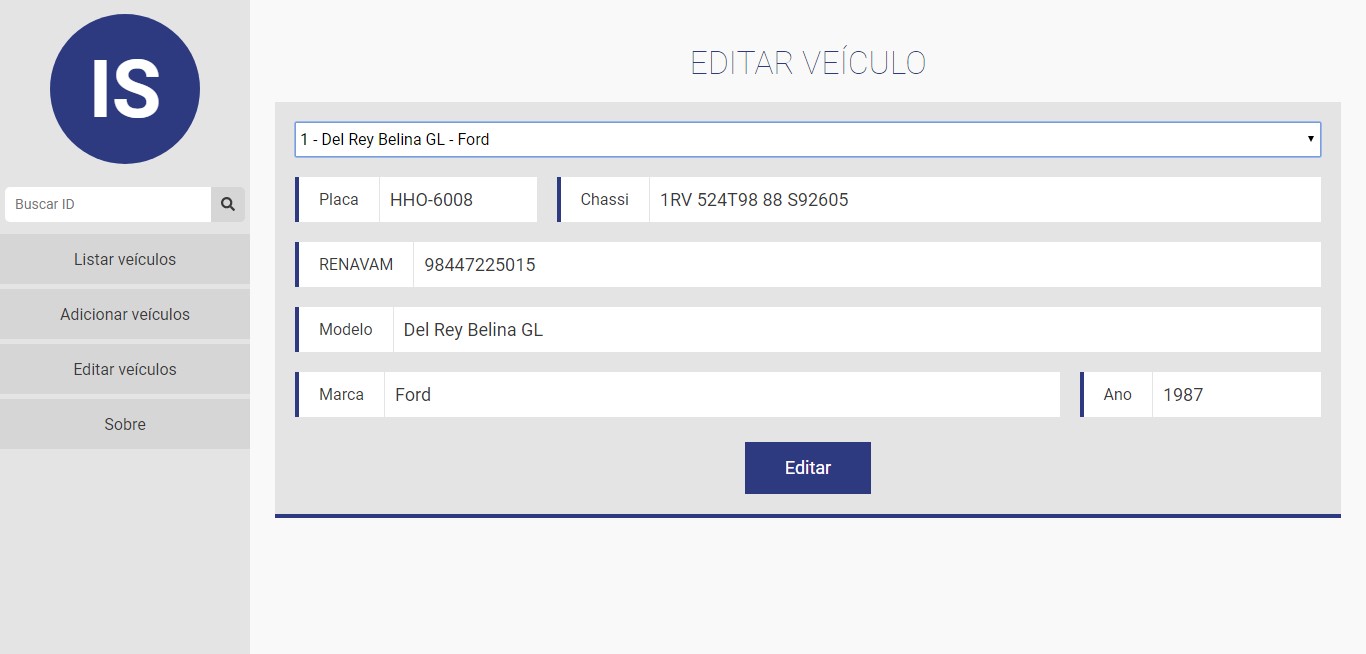 IS
Buscar ID
Listar veículos
Adicionar veículos
Editar veículos
Sobre
EDITAR VEÍCULO
1 - Del Rey Belina GL - Ford
Placa HHO-6008 Chassi 1RV 524T98 88 S92605
RENAVAM 98447225015
Modelo Del Rey Belina GL
Marca Ford Ano 1987
Editar